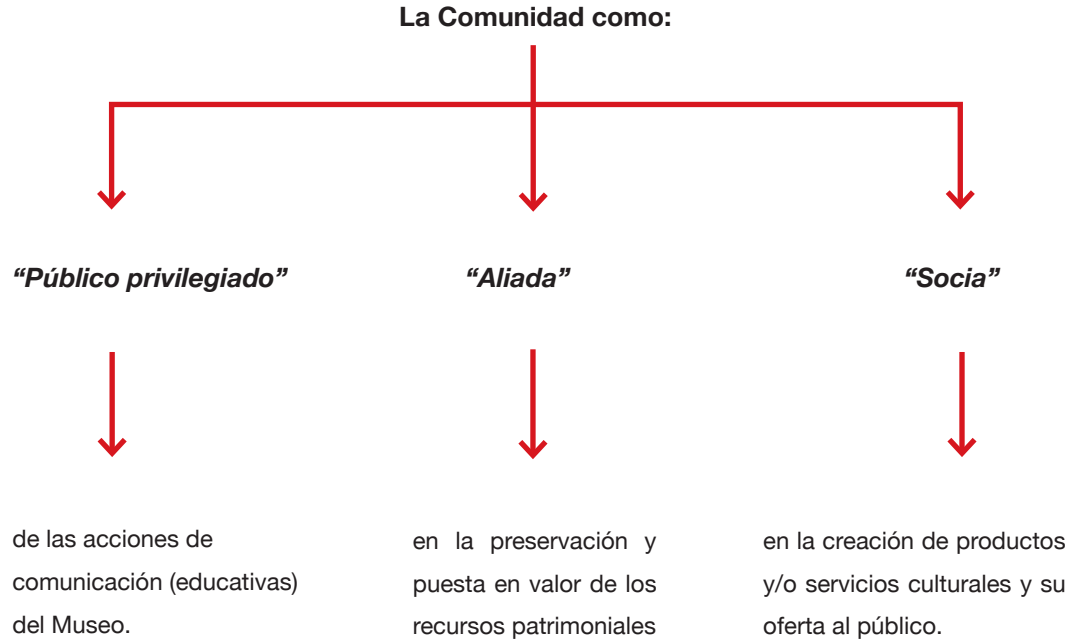 La Comunidad como:
“Público privilegiado”
“Aliada”
“Socia”
de las acciones de
comunicación (educativas)
del Museo.
en la preservación y
puesta en valor de los
recursos patrimoniales
en la creación de productos
y/o servicios culturales y su
oferta al público.